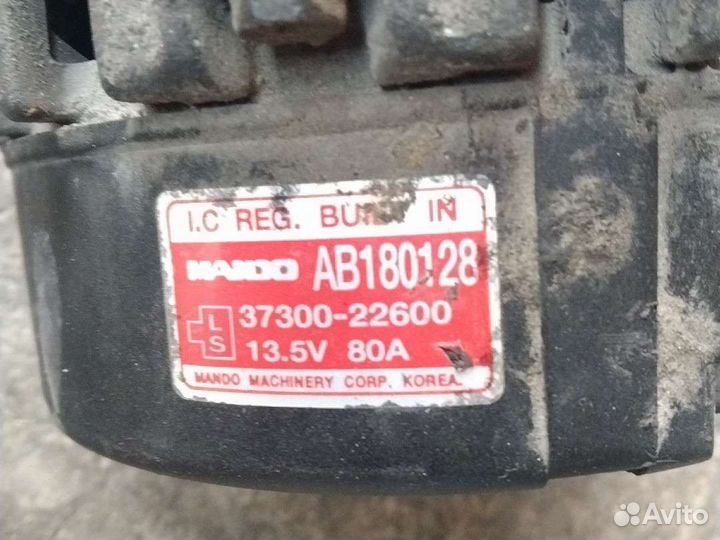 I.C REG. BUILT IN
MANDO AB180128
LS 37300-22600
13.5V 80A
MANDO MACHINERY CORP. KOREA.
Avito